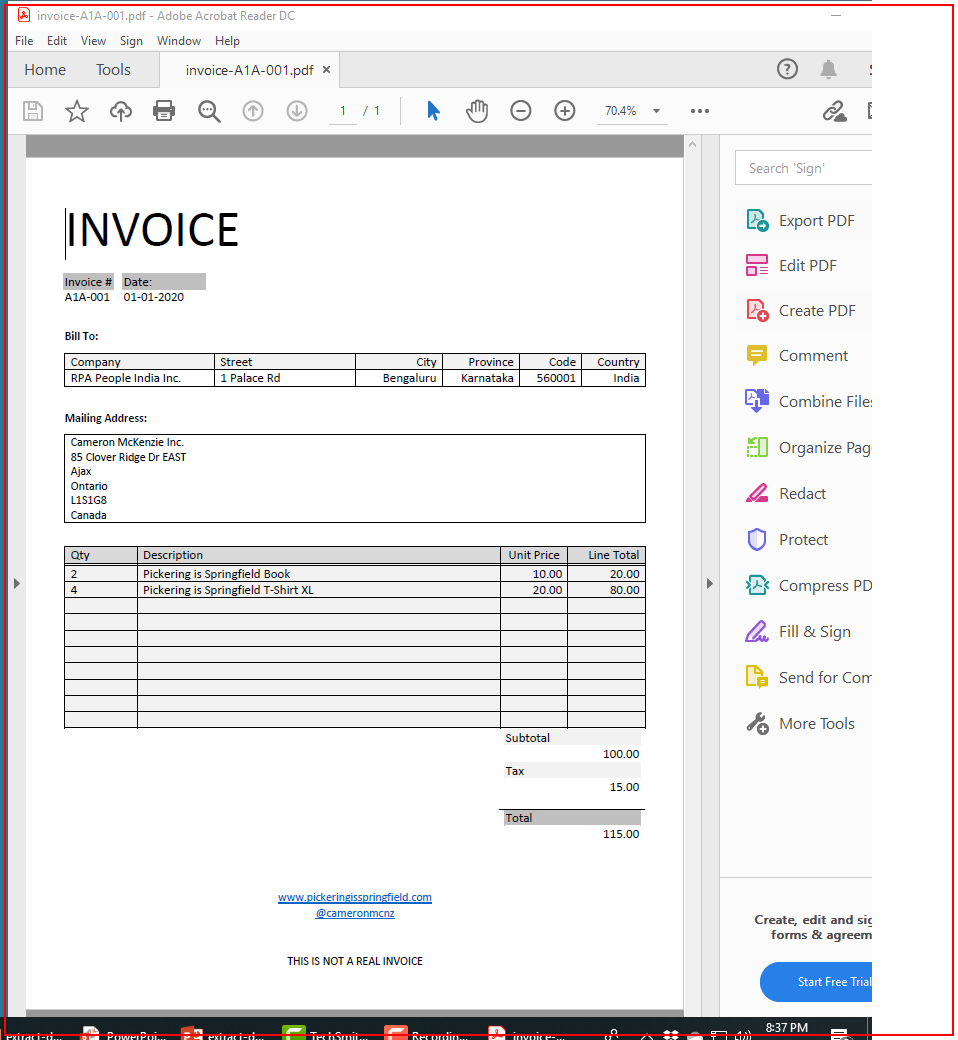 invoice-A1A-001.pdf - Adobe Acrobat Reader DC
File Edit View Sign Window Help
Home Tools invoice-A1A-001.pdf ×
1 / 1 70.4%
Search 'Sign'
Export PDF
Edit PDF
Create PDF
Comment
Combine Files
Organize Pag
Redact
Protect
Compress PD
Fill & Sign
Send for Com
More Tools
Create, edit and sig
forms & agreem
Start Free Trial
INVOICE
Invoice # Date:
A1A-001 01-01-2020
Bill To:
Company Street City Province Code Country
RPA People India Inc. 1 Palace Rd Bengaluru Karnataka 560001 India
Mailing Address:
Cameron McKenzie Inc.
85 Clover Ridge Dr EAST
Ajax
Ontario
L1S1G8
Canada
Qty Description Unit Price Line Total
2 Pickering is Springfield Book 10.00 20.00
4 Pickering is Springfield T-Shirt XL 20.00 80.00
Subtotal
100.00
Tax
15.00
Total
115.00
www.pickeringisspringfield.com
@cameronmcnz
THIS IS NOT A REAL INVOICE
extract-d... PowerPoi... extract-d... TechSmit... Recordin... invoice-... 8:37 PM